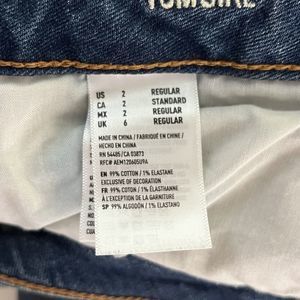 TOMGIRL
US 2 REGULAR
CA 2 STANDARD
MX 2 REGULAR
UK 6 REGULAR
MADE IN CHINA / FABRIQUÉ EN CHINE /
HECHO EN CHINA
RN 54485/CA 03873
RFC# AEM120605U9A
EN 99% COTTON / 1% ELASTANE
EXCLUSIVE OF DECORATION
FR 99% COTON / 1% ÉLASTHANNE
À L'EXCEPTION DE LA GARNITURE
SP 99% ALGODÓN / 1% ELASTANO